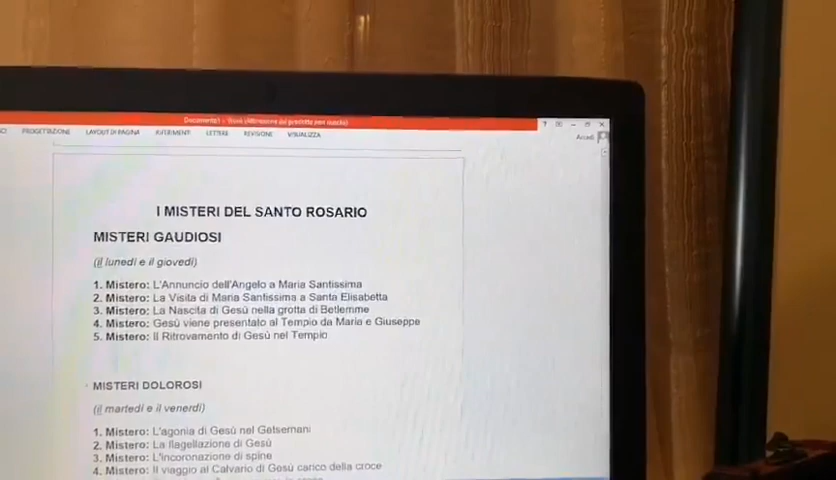 PROGETTAZIONE LAYOUT DI PAGINA RIFERIMENTI LETTERE REVISIONE VISUALIZZA Accedi
I MISTERI DEL SANTO ROSARIO
MISTERI GAUDIOSI
(il lunedì e il giovedì)
1. Mistero: L'Annuncio dell'Angelo a Maria Santissima
2. Mistero: La Visita di Maria Santissima a Santa Elisabetta
3. Mistero: La Nascita di Gesù nella grotta di Betlemme
4. Mistero: Gesù viene presentato al Tempio da Maria e Giuseppe
5. Mistero: Il Ritrovamento di Gesù nel Tempio
MISTERI DOLOROSI
(il martedì e il venerdì)
1. Mistero: L'agonia di Gesù nel Getsemani
2. Mistero: La flagellazione di Gesù
3. Mistero: L'incoronazione di spine
4. Mistero: Il viaggio al Calvario di Gesù carico della croce